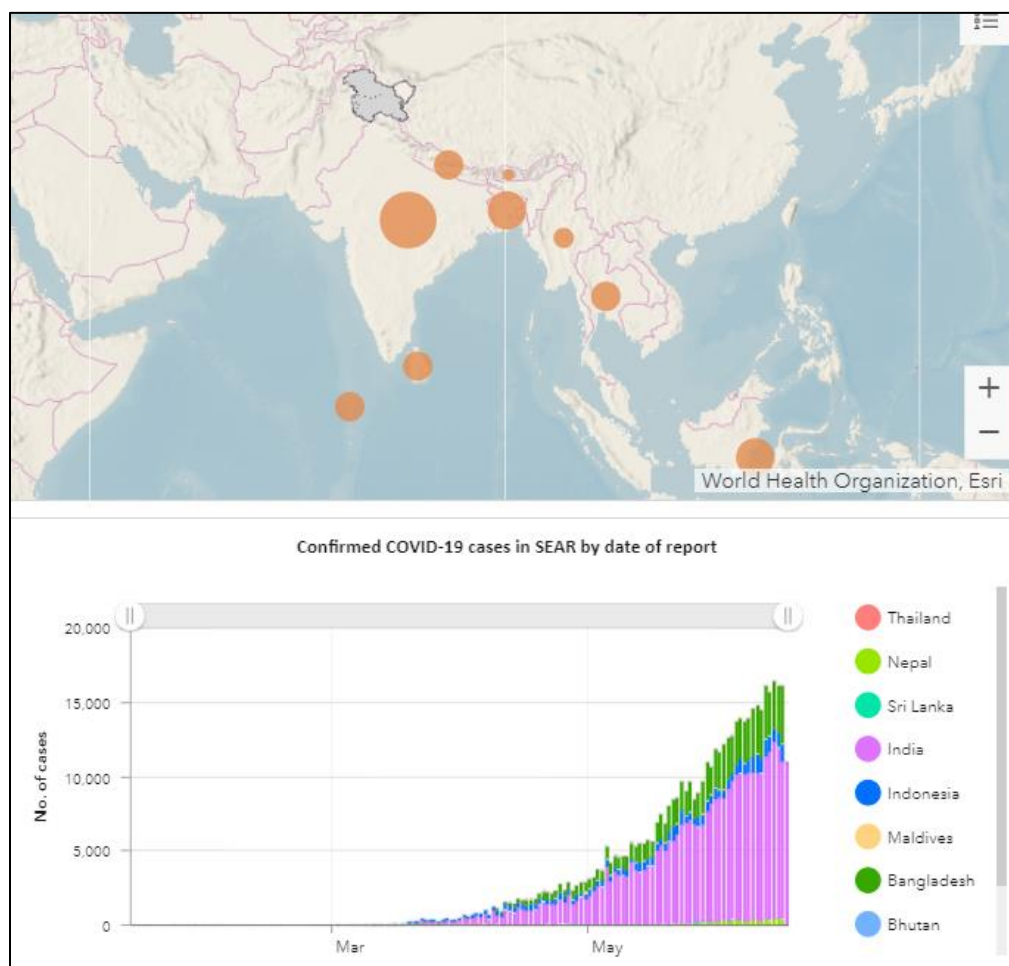 World Health Organization, Esri
Confirmed COVID-19 cases in SEAR by date of report
No. of cases
20,000
15,000
10,000
5,000
0
Mar
May
Thailand
Nepal
Sri Lanka
India
Indonesia
Maldives
Bangladesh
Bhutan